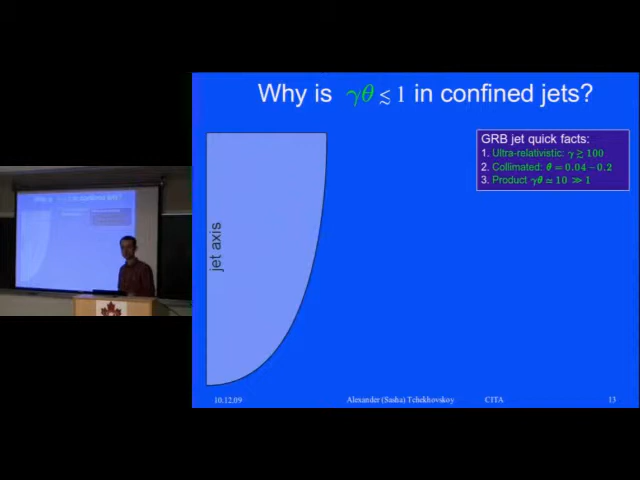 Why is γθ ≲ 1 in confined jets?
GRB jet quick facts:
1. Ultra-relativistic: γ ≳ 100
2. Collimated: θ = 0.04 – 0.2
3. Product γθ ≃ 10 ≫ 1
jet axis
10.12.09 Alexander (Sasha) Tchekhovskoy CITA 13